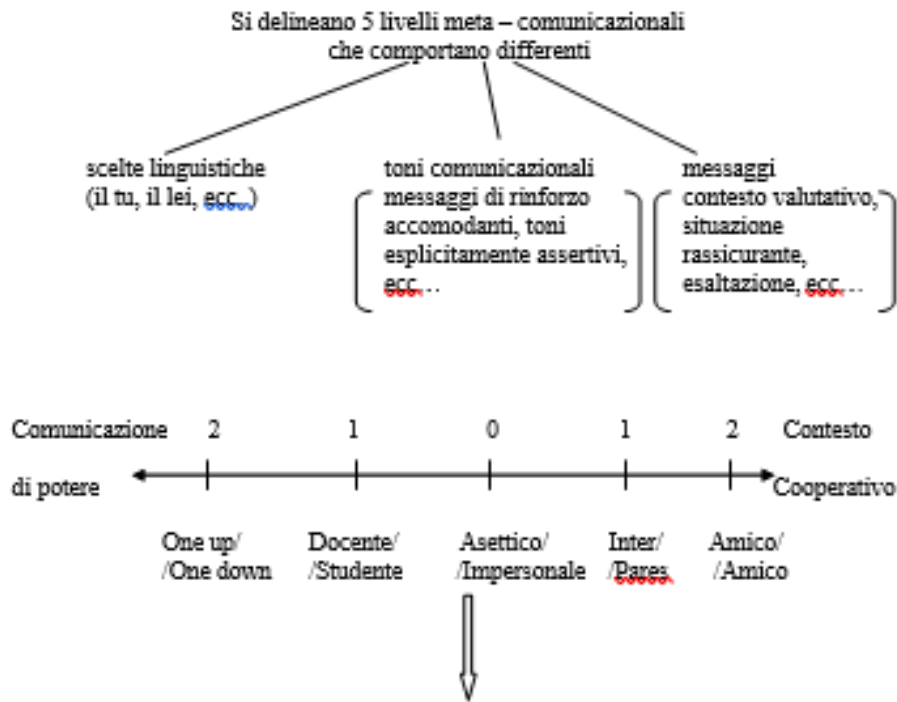 Si delineano 5 livelli meta – comunicazionali
che comportano differenti
scelte linguistiche
(il tu, il lei, ecc..)
toni comunicazionali
messaggi di rinforzo
accomodanti, toni
esplicitamente assertivi,
ecc…
messaggi
contesto valutativo,
situazione
rassicurante,
esaltazione, ecc…
Comunicazione 2 1 0 1 2 Contesto
di potere Cooperativo
One up/ Docente/ Asettico/ Inter/ Amico/
/One down /Studente /Impersonale /Pares /Amico